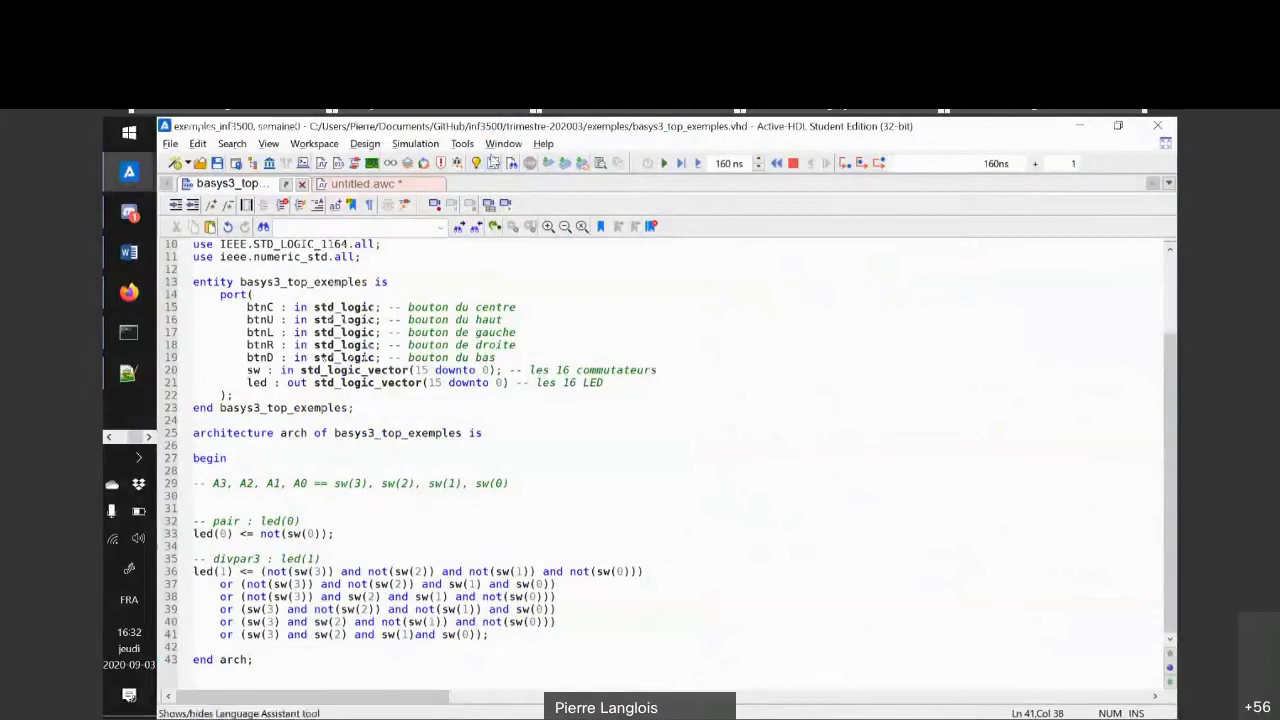 exemples_inf3500, semaine0 - C:/Users/Pierre/Documents/GitHub/inf3500/trimestre-202003/exemples/basys3_top_exemples.vhd - Active-HDL Student Edition (32-bit)
File Edit Search View Workspace Design Simulation Tools Window Help
160 ns
160ns + 1
basys3_top...
untitled.awc *
10 use IEEE.STD_LOGIC_1164.all;
11 use ieee.numeric_std.all;
12
13 entity basys3_top_exemples is
14 port(
15 btnC : in std_logic; -- bouton du centre
16 btnU : in std_logic; -- bouton du haut
17 btnL : in std_logic; -- bouton de gauche
18 btnR : in std_logic; -- bouton de droite
19 btnD : in std_logic; -- bouton du bas
20 sw : in std_logic_vector(15 downto 0); -- les 16 commutateurs
21 led : out std_logic_vector(15 downto 0) -- les 16 LED
22 );
23 end basys3_top_exemples;
24
25 architecture arch of basys3_top_exemples is
26
27 begin
28
29 -- A3, A2, A1, A0 == sw(3), sw(2), sw(1), sw(0)
30
31
32 -- pair : led(0)
33 led(0) <= not(sw(0));
34
35 -- divpar3 : led(1)
36 led(1) <= (not(sw(3)) and not(sw(2)) and not(sw(1)) and not(sw(0)))
37 or (not(sw(3)) and not(sw(2)) and sw(1) and sw(0))
38 or (not(sw(3)) and sw(2) and sw(1) and not(sw(0)))
39 or (sw(3) and not(sw(2)) and not(sw(1)) and sw(0))
40 or (sw(3) and sw(2) and not(sw(1)) and not(sw(0)))
41 or (sw(3) and sw(2) and sw(1)and sw(0));
42
43 end arch;
FRA
16:32
jeudi
2020-09-03
Shows/hides Language Assistant tool
Ln 41,Col 38
NUM INS
Pierre Langlois
+56